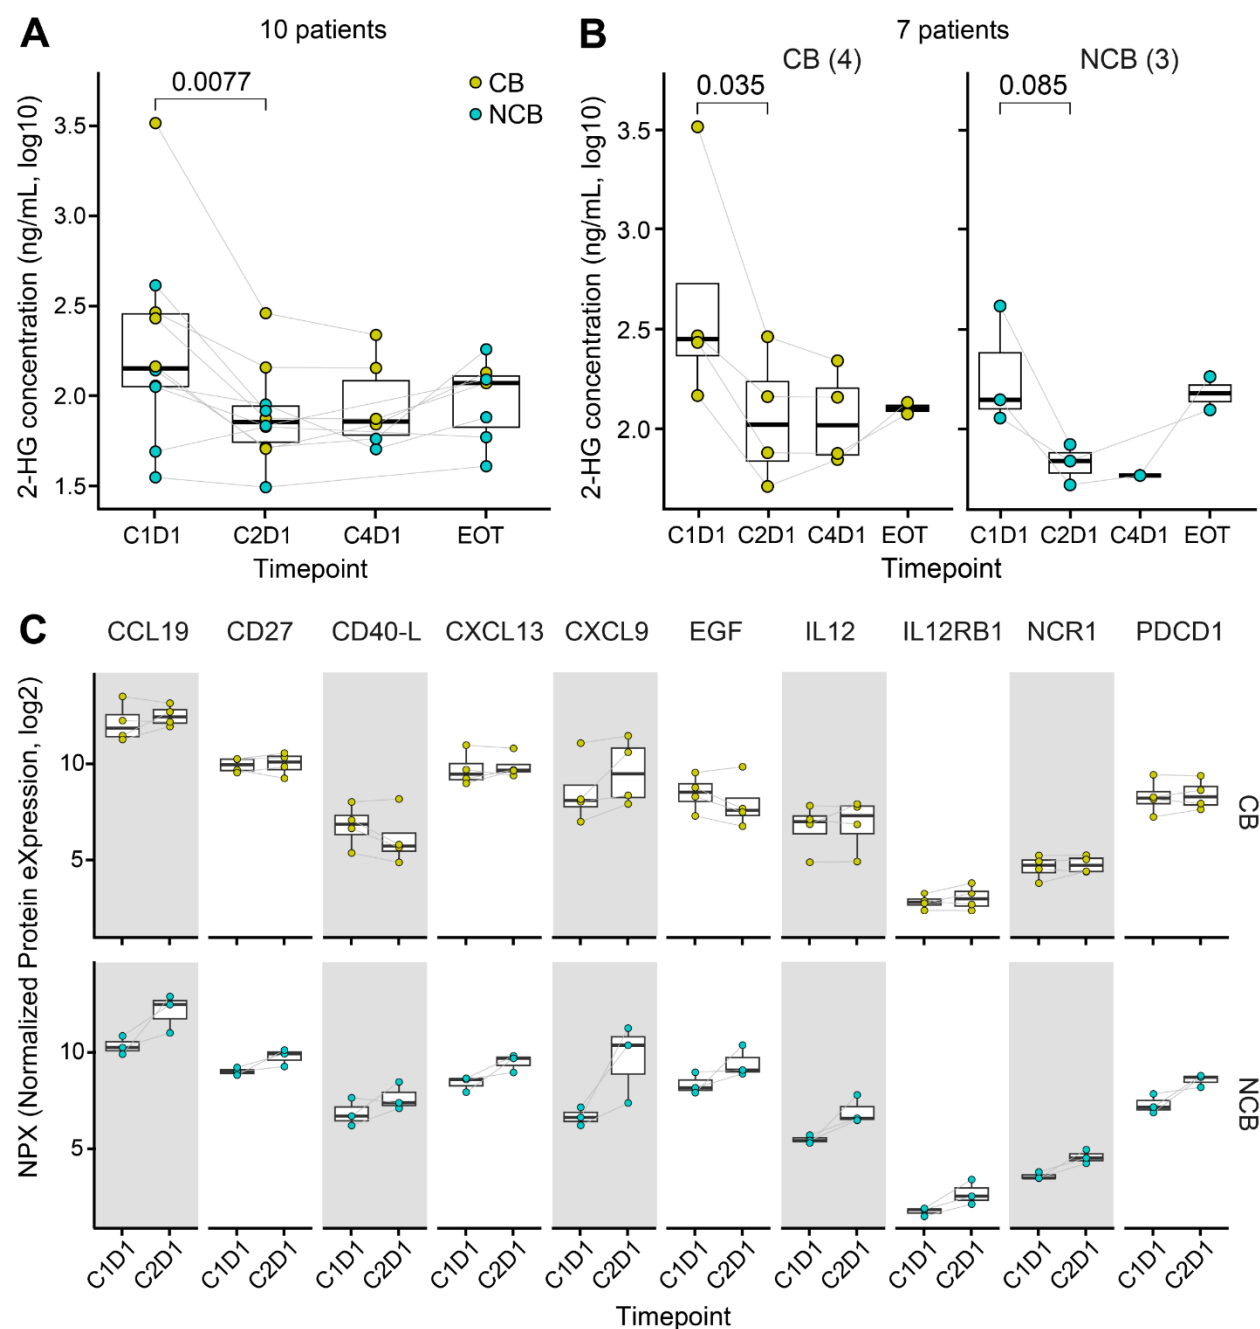 A
10 patients
0.0077
CB
NCB
2-HG concentration (ng/mL, log10)
3.5
3.0
2.5
2.0
1.5
C1D1 C2D1 C4D1 EOT
Timepoint
B
7 patients
CB (4) NCB (3)
0.035 0.085
2-HG concentration (ng/mL, log10)
3.5
3.0
2.5
2.0
C1D1 C2D1 C4D1 EOT C1D1 C2D1 C4D1 EOT
Timepoint
C
CCL19 CD27 CD40-L CXCL13 CXCL9 EGF IL12 IL12RB1 NCR1 PDCD1
NPX (Normalized Protein eXpression, log2)
10
5
CB
10
5
NCB
C1D1 C2D1 C1D1 C2D1 C1D1 C2D1 C1D1 C2D1 C1D1 C2D1 C1D1 C2D1 C1D1 C2D1 C1D1 C2D1 C1D1 C2D1 C1D1 C2D1
Timepoint